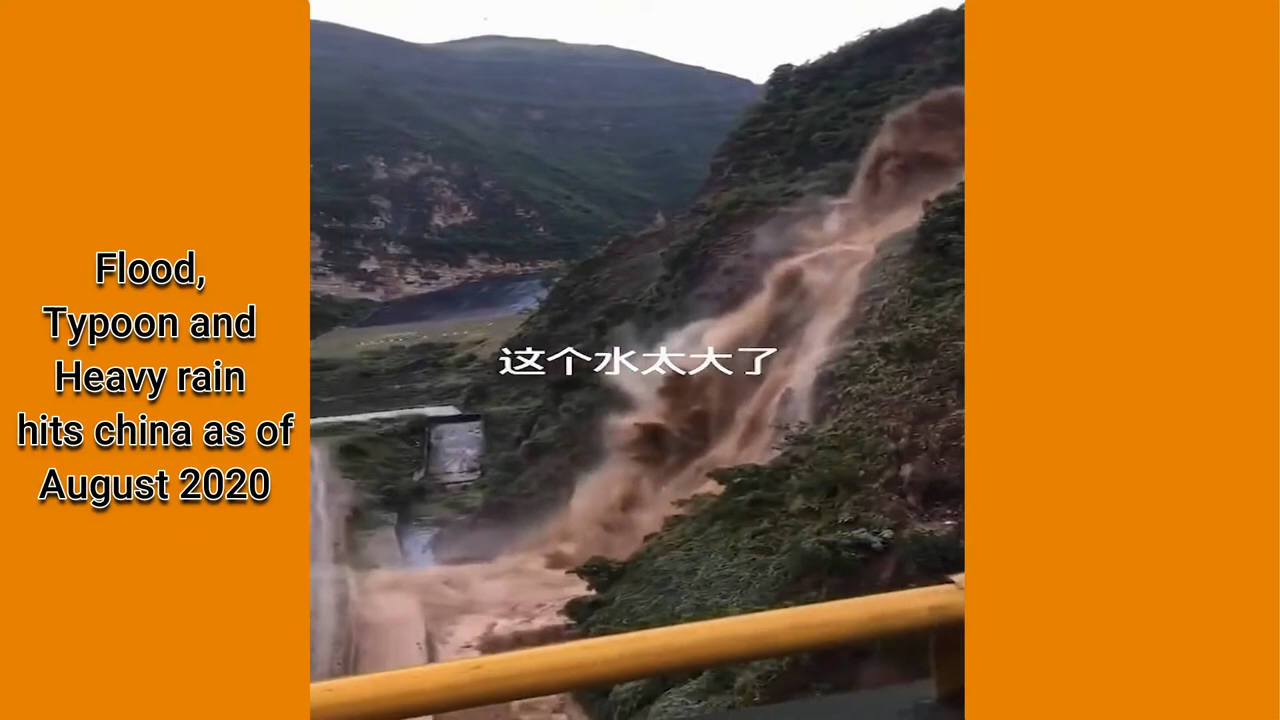 Flood,
Typoon and
Heavy rain
hits china as of
August 2020
这个水太大了